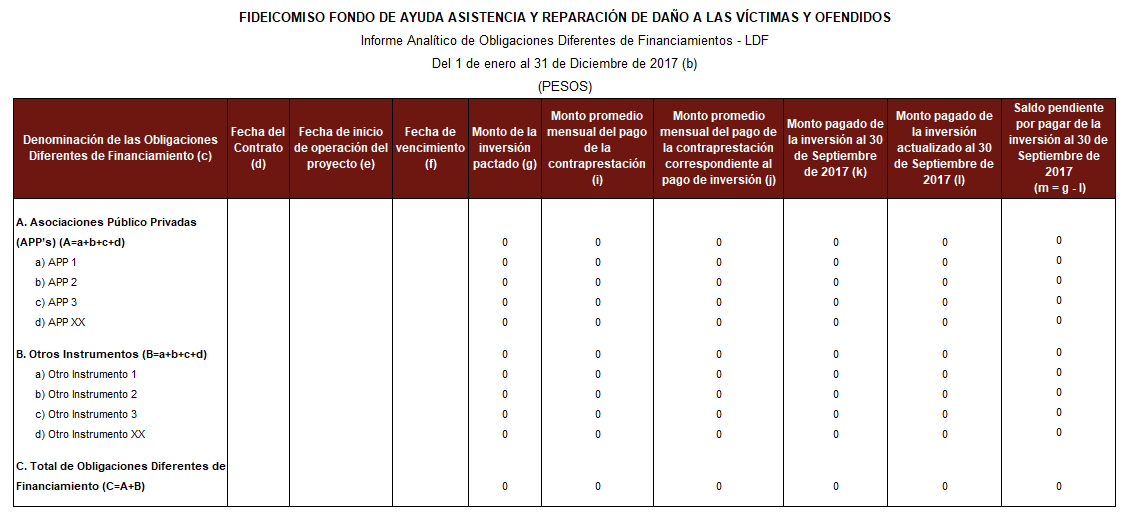 FIDEICOMISO FONDO DE AYUDA ASISTENCIA Y REPARACIÓN DE DAÑO A LAS VÍCTIMAS Y OFENDIDOS
Informe Analítico de Obligaciones Diferentes de Financiamientos - LDF
Del 1 de enero al 31 de Diciembre de 2017 (b)
(PESOS)
Denominación de las Obligaciones
Diferentes de Financiamiento (c)
Fecha del
Contrato
(d)
Fecha de inicio
de operación del
proyecto (e)
Fecha de
vencimiento
(f)
Monto de la
inversión
pactado (g)
Monto promedio
mensual del pago
de la
contraprestación
(i)
Monto promedio
mensual del pago de
la contraprestación
correspondiente al
pago de inversión (j)
Monto pagado de
la inversión al 30
de Septiembre
de 2017 (k)
Monto pagado de
la inversión
actualizado al 30
de Septiembre de
2017 (l)
Saldo pendiente
por pagar de la
inversión al 30 de
Septiembre de
2017
(m = g - l)
A. Asociaciones Público Privadas
(APP's) (A=a+b+c+d) 0 0 0 0 0 0
a) APP 1 0 0 0 0 0 0
b) APP 2 0 0 0 0 0 0
c) APP 3 0 0 0 0 0 0
d) APP XX 0 0 0 0 0 0
B. Otros Instrumentos (B=a+b+c+d) 0 0 0 0 0 0
a) Otro Instrumento 1 0 0 0 0 0 0
b) Otro Instrumento 2 0 0 0 0 0 0
c) Otro Instrumento 3 0 0 0 0 0 0
d) Otro Instrumento XX 0 0 0 0 0 0
C. Total de Obligaciones Diferentes de
Financiamiento (C=A+B) 0 0 0 0 0 0